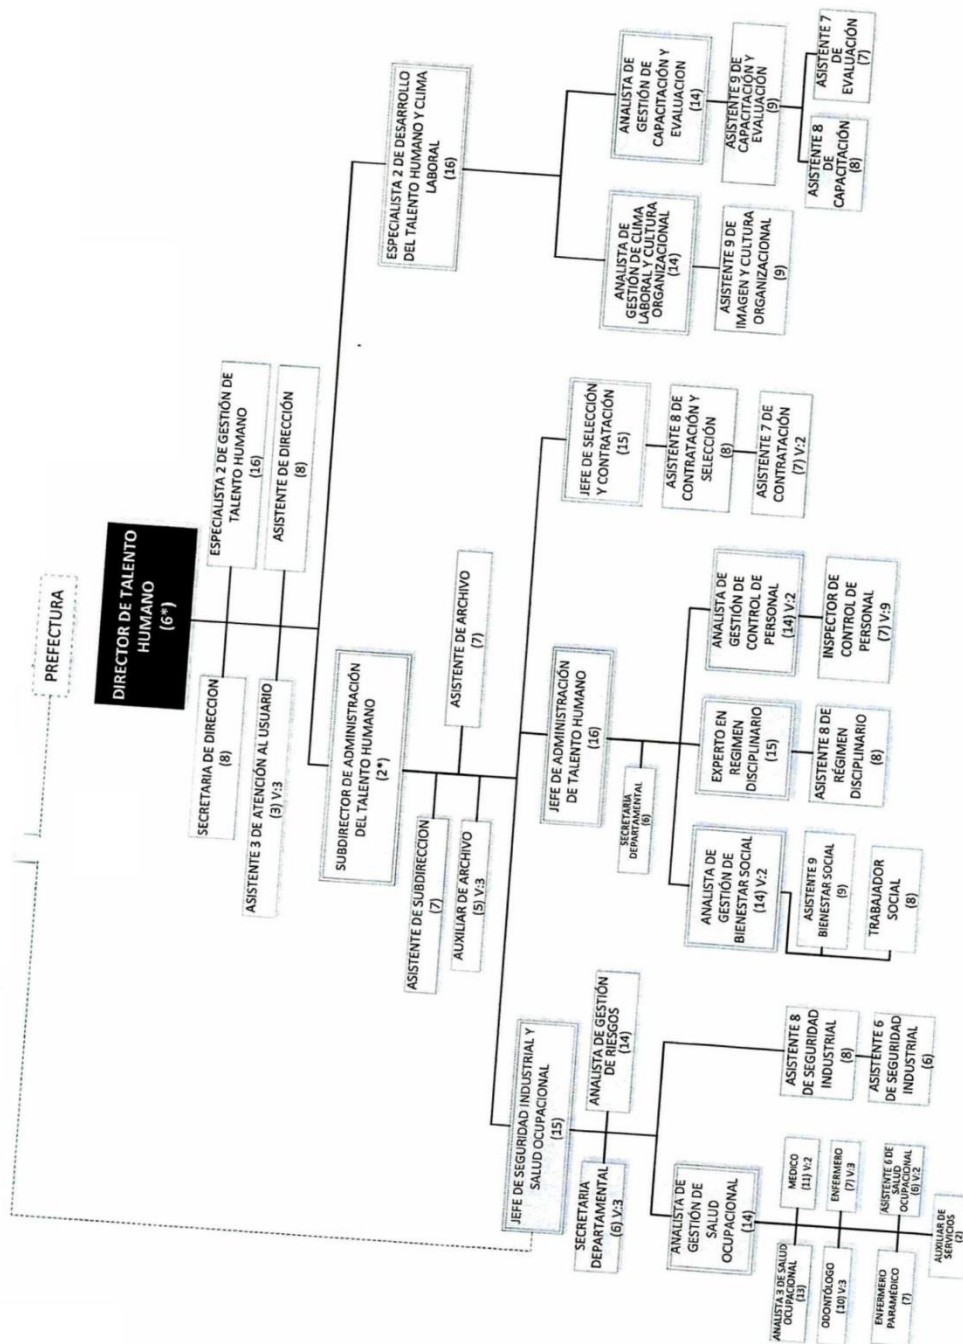 PREFECTURA
DIRECTOR DE TALENTO
HUMANO
(6*)
SECRETARIA DE DIRECCION
(8)
ESPECIALISTA 2 DE GESTIÓN DE
TALENTO HUMANO
(16)
ASISTENTE 3 DE ATENCIÓN AL USUARIO
(3) V:3
ASISTENTE DE DIRECCIÓN
(8)
SUBDIRECTOR DE ADMINISTRACIÓN
DEL TALENTO HUMANO
(2*)
ESPECIALISTA 2 DE DESARROLLO
DEL TALENTO HUMANO Y CLIMA
LABORAL
(16)
ASISTENTE DE SUBDIRECCION
(7)
ASISTENTE DE ARCHIVO
(7)
AUXILIAR DE ARCHIVO
(5) V:3
JEFE DE SEGURIDAD INDUSTRIAL Y
SALUD OCUPACIONAL
(15)
JEFE DE ADMINISTRACIÓN
DE TALENTO HUMANO
(16)
JEFE DE SELECCIÓN
Y CONTRATACIÓN
(15)
ANALISTA DE
GESTIÓN DE CLIMA
LABORAL Y CULTURA
ORGANIZACIONAL
(14)
ANALISTA DE
GESTIÓN DE
CAPACITACIÓN Y
EVALUACION
(14)
SECRETARIA
DEPARTAMENTAL
(6) V:3
ANALISTA DE GESTIÓN
DE RIESGOS
(14)
SECRETARIA
DEPARTAMENTAL
(6)
ASISTENTE 8 DE
CONTRATACIÓN Y
SELECCIÓN
(8)
ASISTENTE 9 DE
IMAGEN Y CULTURA
ORGANIZACIONAL
(9)
ASISTENTE 9 DE
CAPACITACIÓN Y
EVALUACIÓN
(9)
ANALISTA DE
GESTIÓN DE
SALUD
OCUPACIONAL
(14)
ANALISTA DE
GESTIÓN DE
BIENESTAR SOCIAL
(14) V:2
EXPERTO EN
REGIMEN
DISCIPLINARIO
(15)
ANALISTA DE
GESTIÓN DE
CONTROL DE
PERSONAL
(14) V:2
ASISTENTE 7 DE
CONTRATACIÓN
(7) V:2
ASISTENTE 8
DE
CAPACITACIÓN
(8)
ASISTENTE 7
DE
EVALUACIÓN
(7)
ASISTENTE 8
DE SEGURIDAD
INDUSTRIAL
(8)
ASISTENTE 9
BIENESTAR SOCIAL
(9)
ASISTENTE 8 DE
RÉGIMEN
DISCIPLINARIO
(8)
INSPECTOR DE
CONTROL DE
PERSONAL
(7) V:9
ANALISTA 3 DE SALUD
OCUPACIONAL
(13)
MEDICO
(11) V:2
ASISTENTE 6
DE SEGURIDAD
INDUSTRIAL
(6)
TRABAJADOR
SOCIAL
(8)
ODONTÓLOGO
(10) V:3
ENFERMERO
(7) V:3
ENFERMERO
PARAMÉDICO
(7)
ASISTENTE 6 DE
SALUD
OCUPACIONAL
(6) V:2
AUXILIAR DE
SERVICIOS
(2)